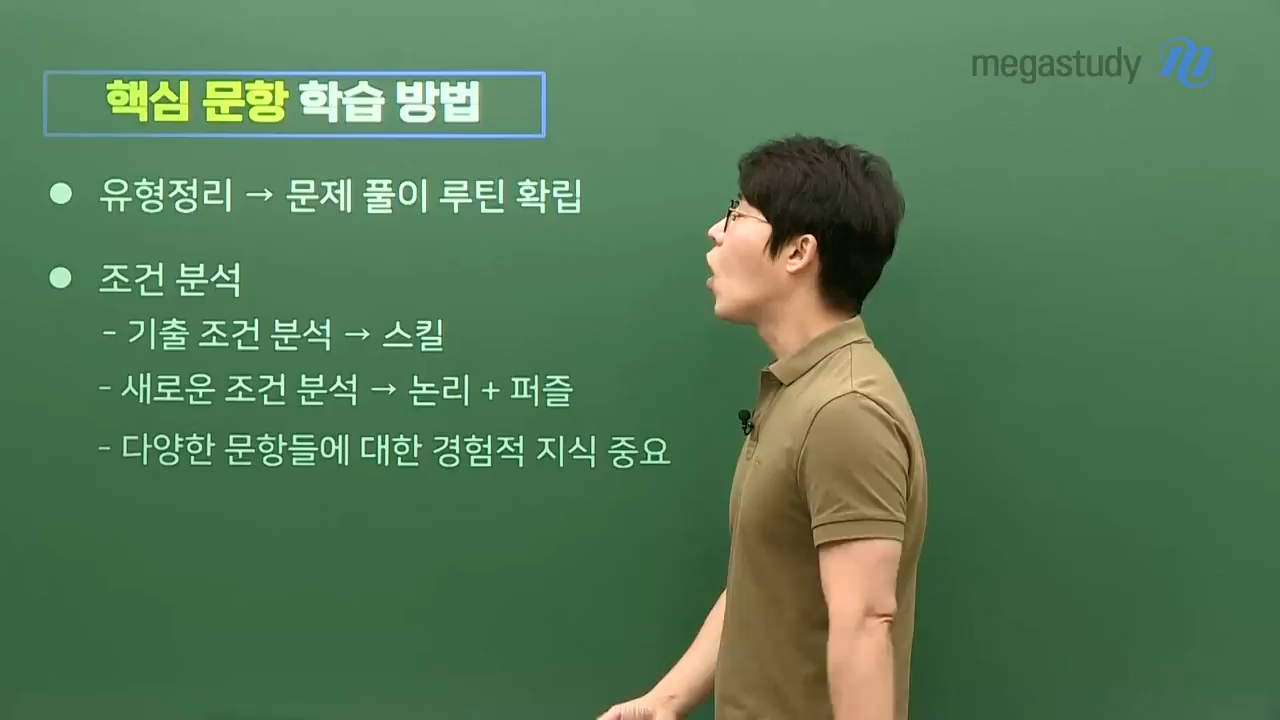 megastudy
핵심 문항 학습 방법
● 유형정리 → 문제 풀이 루틴 확립
● 조건 분석
- 기출 조건 분석 → 스킬
- 새로운 조건 분석 → 논리 + 퍼즐
- 다양한 문항들에 대한 경험적 지식 중요